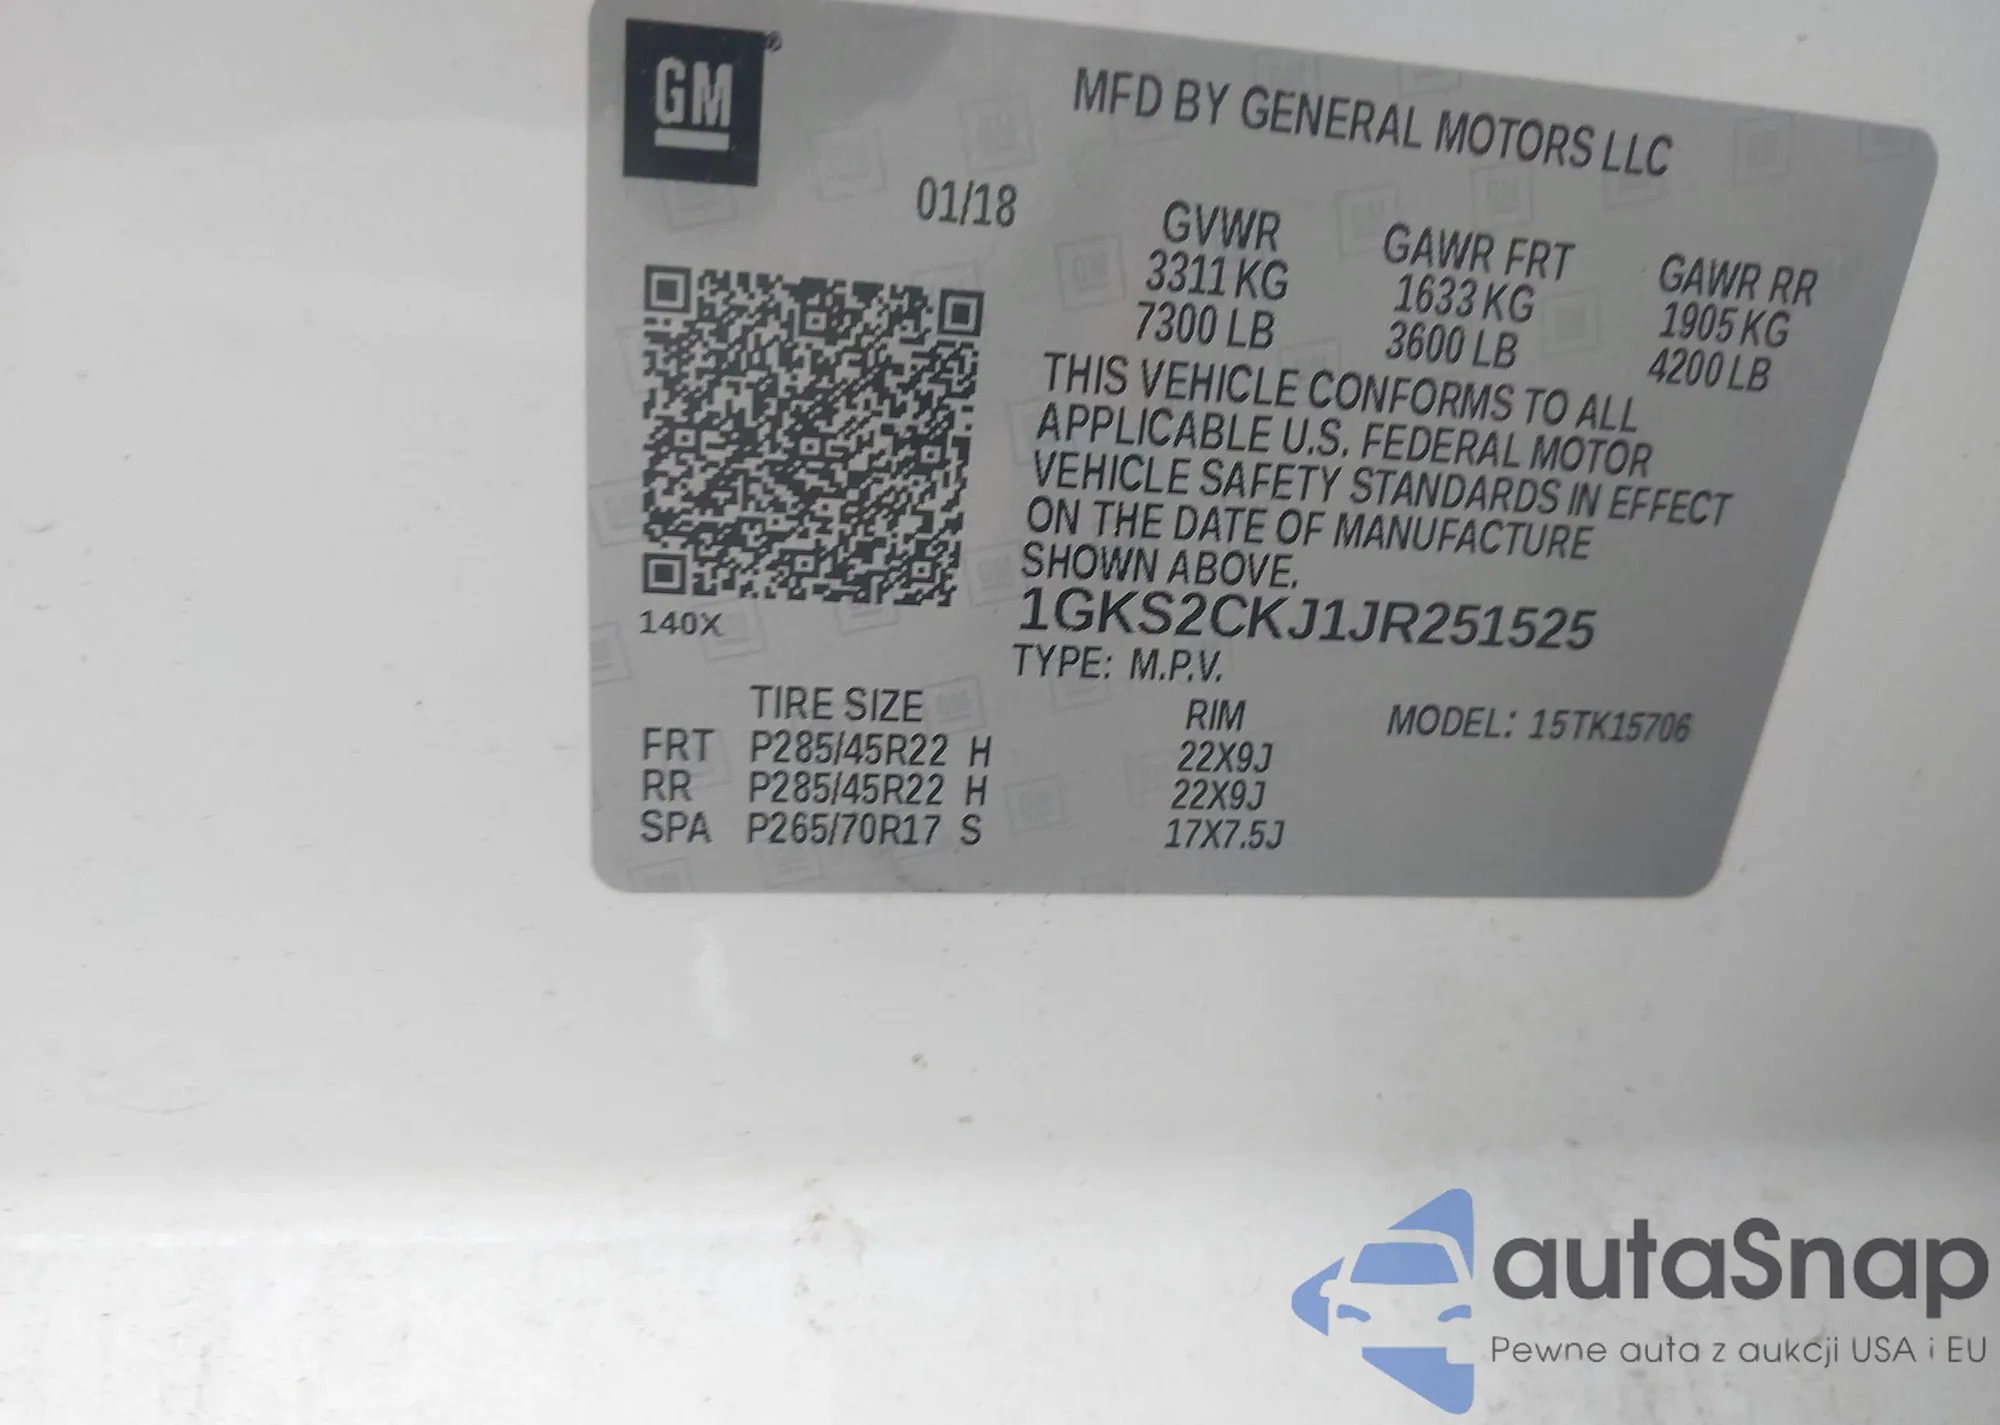 GM
MFD BY GENERAL MOTORS LLC
01/18
GVWR GAWR FRT GAWR RR
3311 KG 1633 KG 1905 KG
7300 LB 3600 LB 4200 LB
THIS VEHICLE CONFORMS TO ALL
APPLICABLE U.S. FEDERAL MOTOR
VEHICLE SAFETY STANDARDS IN EFFECT
ON THE DATE OF MANUFACTURE
SHOWN ABOVE.
1GKS2CKJ1JR251525
140X
TYPE: M.P.V.
TIRE SIZE RIM MODEL: 15TK15706
FRT P285/45R22 H 22X9J
RR P285/45R22 H 22X9J
SPA P265/70R17 S 17X7.5J
autaSnap
Pewne auta z aukcji USA i EU